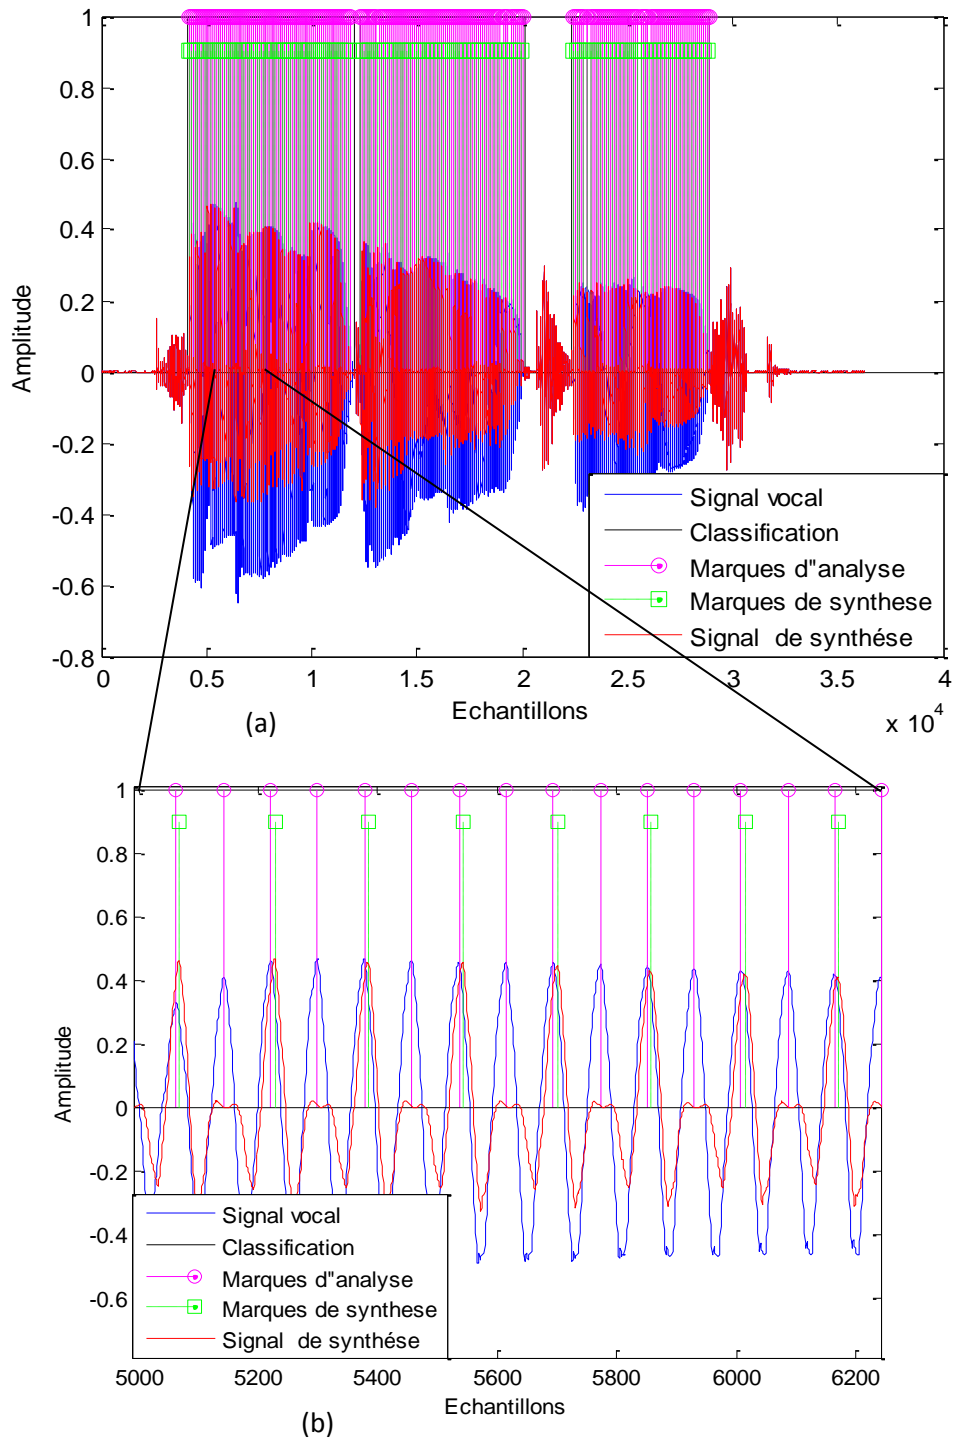 1
0.8
0.6
0.4
0.2
0
-0.2
-0.4
-0.6
-0.8
Amplitude
Signal vocal
Classification
Marques d"analyse
Marques de synthese
Signal de synthése
0 0.5 1 1.5 2 2.5 3 3.5 4
Echantillons
x 10^4
(a)
1
0.8
0.6
0.4
0.2
0
-0.2
-0.4
-0.6
Amplitude
Signal vocal
Classification
Marques d"analyse
Marques de synthese
Signal de synthése
5000 5200 5400 5600 5800 6000 6200
Echantillons
(b)